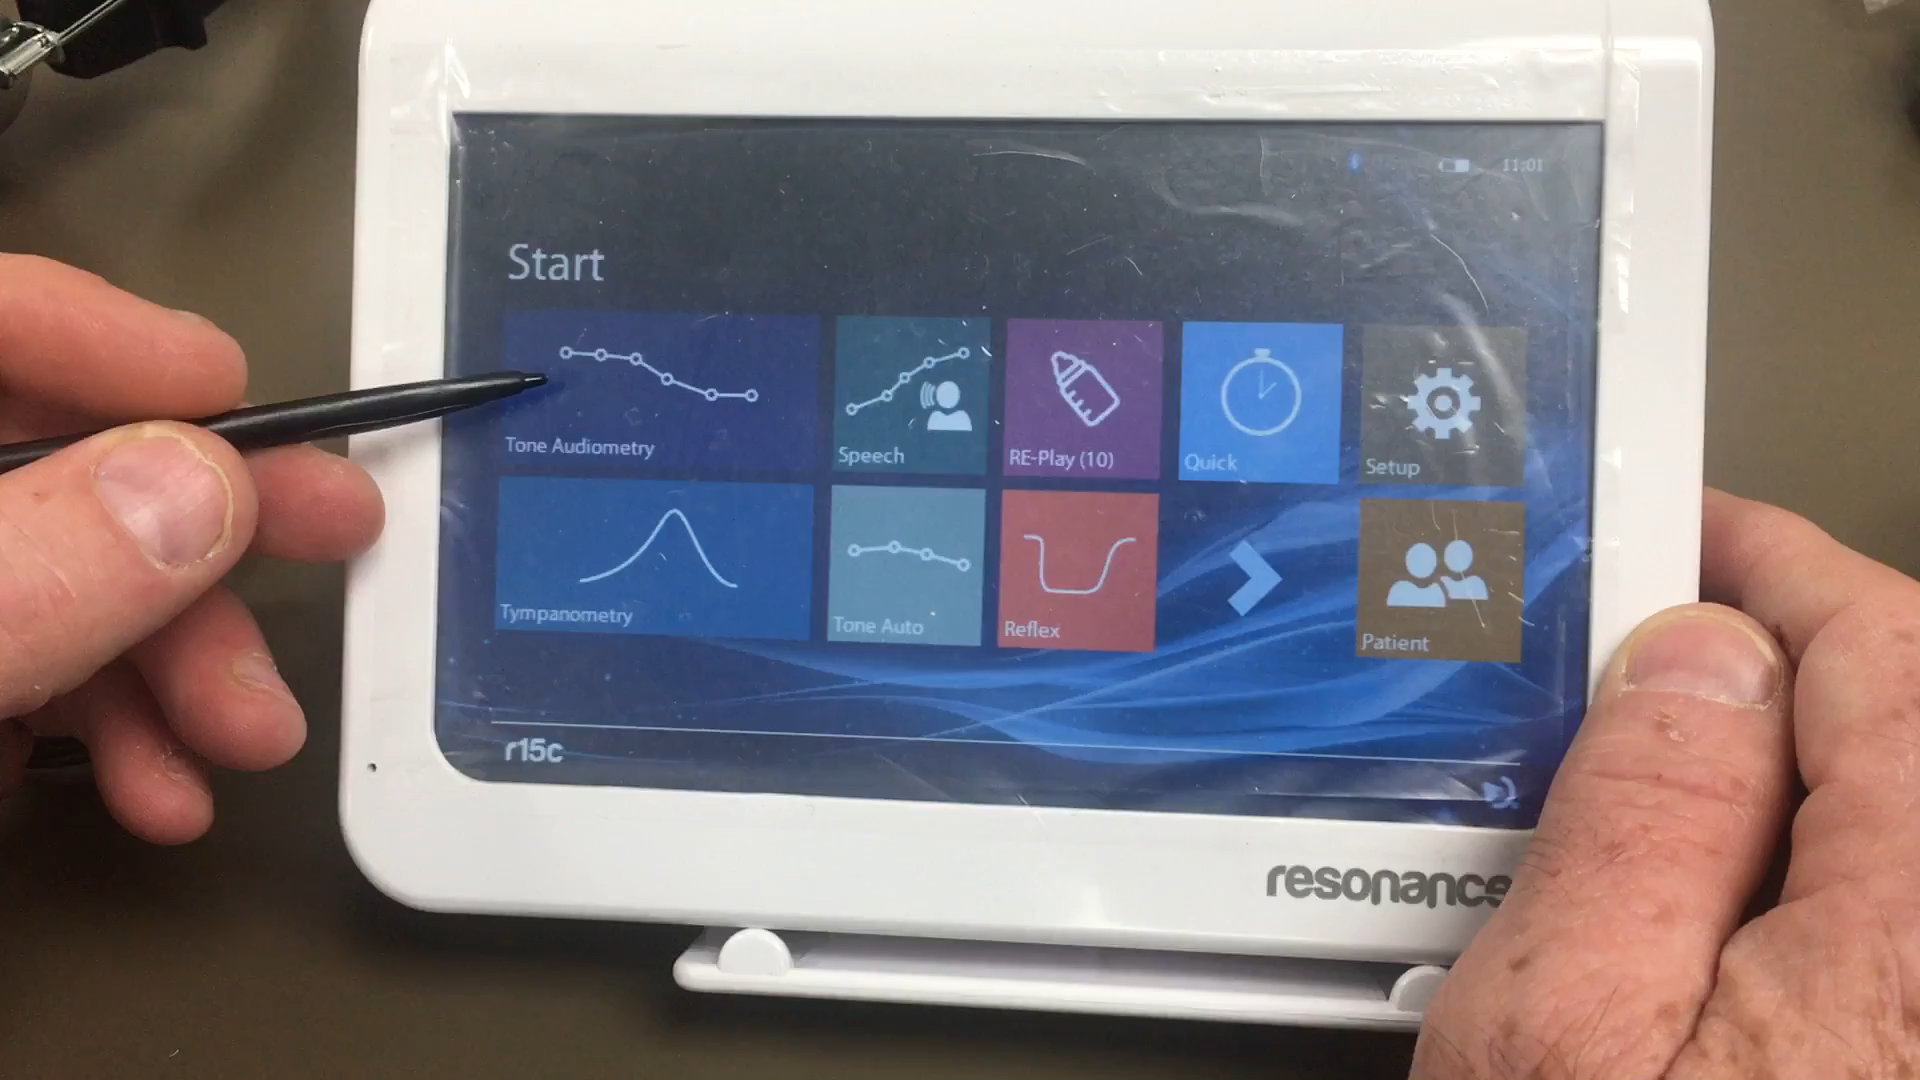 11:01
Start
Tone Audiometry
Speech
RE-Play (10)
Quick
Setup
Tympanometry
Tone Auto
Reflex
Patient
r15c
resonance